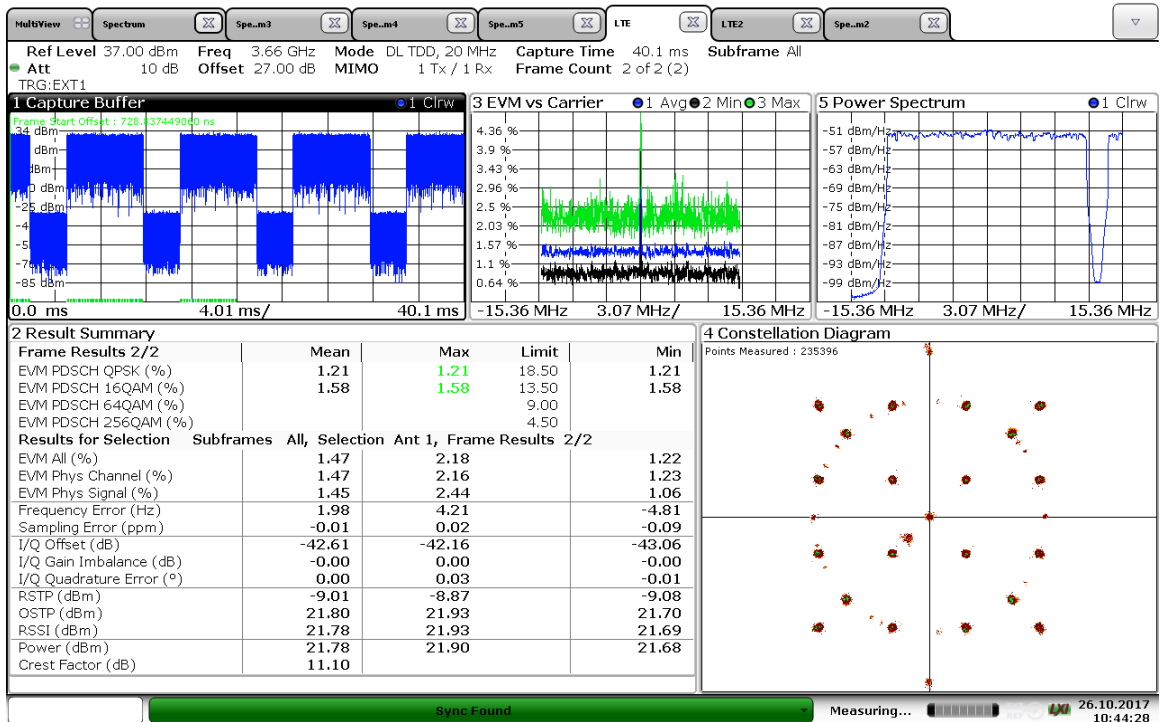 MultiView Spectrum Spe..m3 Spe..m4 Spe..m5 LTE LTE2 Spe..m2
Ref Level 37.00 dBm Freq 3.66 GHz Mode DL TDD, 20 MHz Capture Time 40.1 ms Subframe All
Att 10 dB Offset 27.00 dB MIMO 1 Tx / 1 Rx Frame Count 2 of 2 (2)
TRG:EXT1
1 Capture Buffer 1 Clrw
Frame Start Offset : 728.837449060 ns
34 dBm
dBm
dBm
dBm
-25 dBm
-85 dBm
0.0 ms 4.01 ms/ 40.1 ms
3 EVM vs Carrier 1 Avg 2 Min 3 Max
4.36 %
3.9 %
3.43 %
2.96 %
2.5 %
2.03 %
1.57 %
1.1 %
0.64 %
-15.36 MHz 3.07 MHz/ 15.36 MHz
5 Power Spectrum 1 Clrw
-51 dBm/Hz
-57 dBm/Hz
-63 dBm/Hz
-69 dBm/Hz
-75 dBm/Hz
-81 dBm/Hz
-87 dBm/Hz
-93 dBm/Hz
-99 dBm/Hz
-15.36 MHz 3.07 MHz/ 15.36 MHz
2 Result Summary
Frame Results 2/2 Mean Max Limit Min
EVM PDSCH QPSK (%) 1.21 1.21 18.50 1.21
EVM PDSCH 16QAM (%) 1.58 1.58 13.50 1.58
EVM PDSCH 64QAM (%) 9.00
EVM PDSCH 256QAM (%) 4.50
Results for Selection Subframes All, Selection Ant 1, Frame Results 2/2
EVM All (%) 1.47 2.18 1.22
EVM Phys Channel (%) 1.47 2.16 1.23
EVM Phys Signal (%) 1.45 2.44 1.06
Frequency Error (Hz) 1.98 4.21 -4.81
Sampling Error (ppm) -0.01 0.02 -0.09
I/Q Offset (dB) -42.61 -42.16 -43.06
I/Q Gain Imbalance (dB) -0.00 0.00 -0.00
I/Q Quadrature Error (°) 0.00 0.03 -0.01
RSTP (dBm) -9.01 -8.87 -9.08
OSTP (dBm) 21.80 21.93 21.70
RSSI (dBm) 21.78 21.93 21.69
Power (dBm) 21.78 21.90 21.68
Crest Factor (dB) 11.10
4 Constellation Diagram
Points Measured : 235396
Sync Found
Measuring...
LXI
26.10.2017
10:44:28